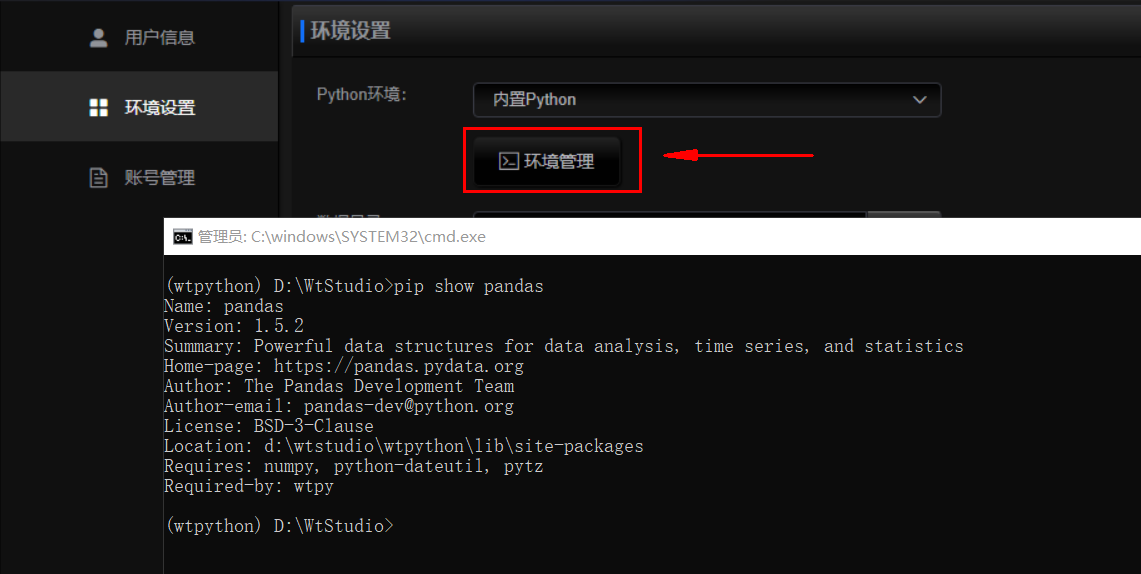 用户信息
环境设置
账号管理
环境设置
Python环境:
内置Python
环境管理
管理员: C:\windows\SYSTEM32\cmd.exe
(wtpython) D:\WtStudio>pip show pandas
Name: pandas
Version: 1.5.2
Summary: Powerful data structures for data analysis, time series, and statistics
Home-page: https://pandas.pydata.org
Author: The Pandas Development Team
Author-email: pandas-dev@python.org
License: BSD-3-Clause
Location: d:\wtstudio\wtpython\lib\site-packages
Requires: numpy, python-dateutil, pytz
Required-by: wtpy
(wtpython) D:\WtStudio>